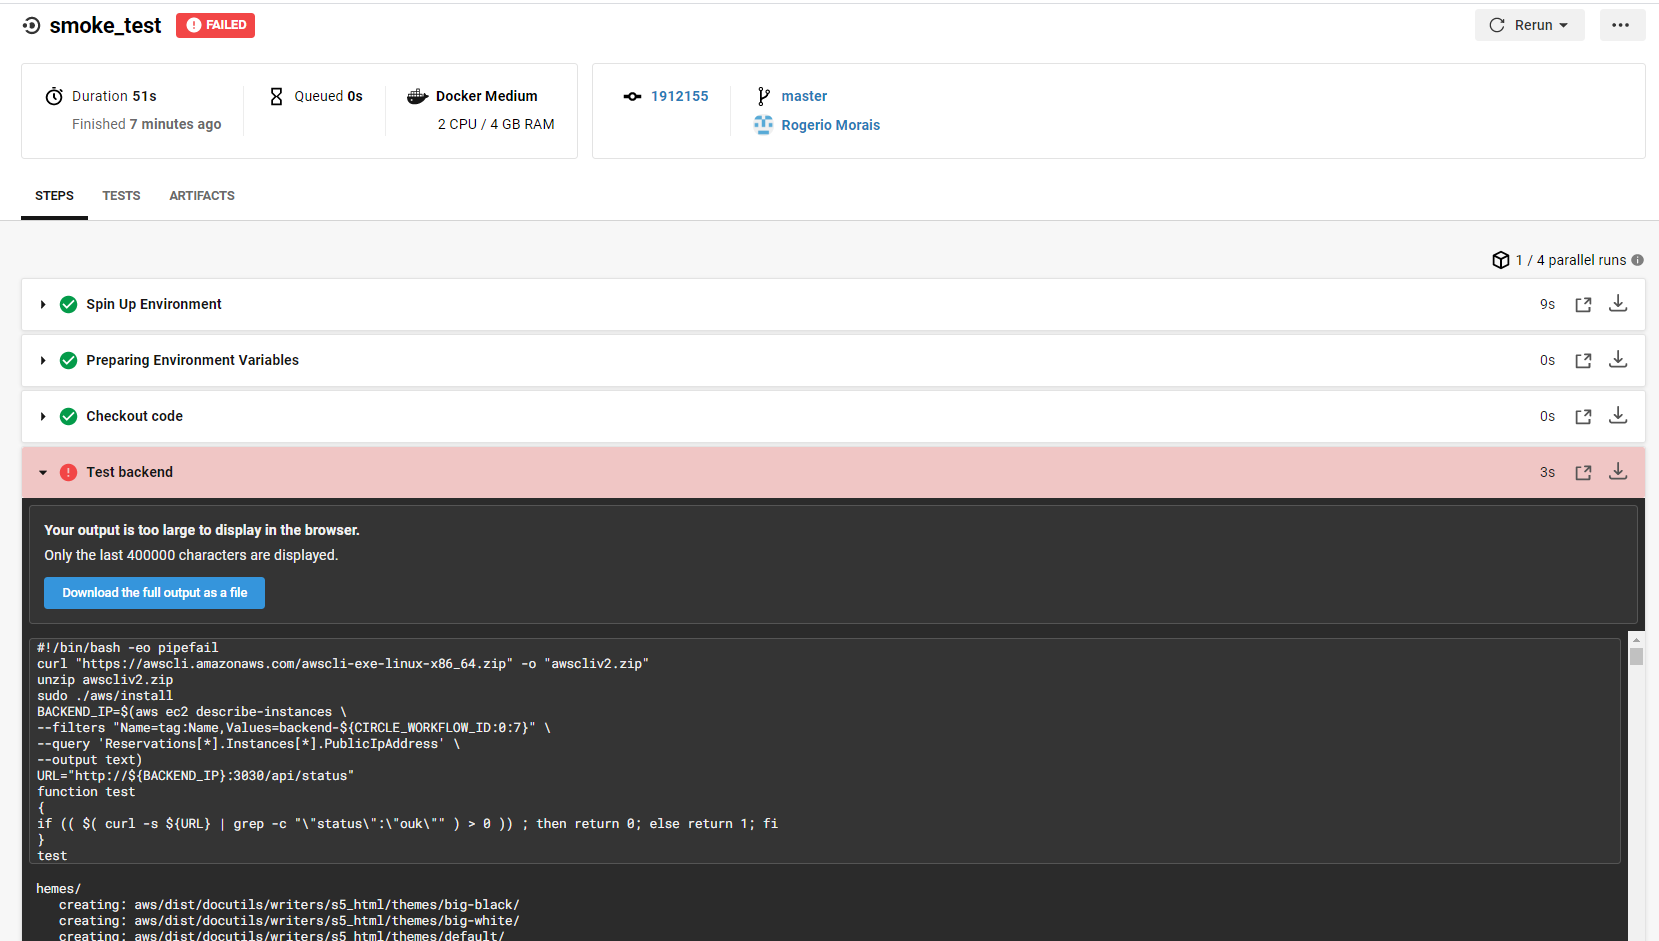 smoke_test
FAILED
Rerun
Duration 51s
Finished 7 minutes ago
Queued 0s
Docker Medium
2 CPU / 4 GB RAM
1912155
master
Rogerio Morais
STEPS
TESTS
ARTIFACTS
1 / 4 parallel runs
Spin Up Environment
9s
Preparing Environment Variables
0s
Checkout code
0s
Test backend
3s
Your output is too large to display in the browser.
Only the last 400000 characters are displayed.
Download the full output as a file
#!/bin/bash -eo pipefail
curl "https://awscli.amazonaws.com/awscli-exe-linux-x86_64.zip" -o "awscliv2.zip"
unzip awscliv2.zip
sudo ./aws/install
BACKEND_IP=$(aws ec2 describe-instances \
--filters "Name=tag:Name,Values=backend-${CIRCLE_WORKFLOW_ID:0:7}" \
--query 'Reservations[*].Instances[*].PublicIpAddress' \
--output text)
URL="http://${BACKEND_IP}:3030/api/status"
function test
{
if (( $( curl -s ${URL} | grep -c "\"status\":\"ouk\"" ) > 0 )) ; then return 0; else return 1; fi
}
test
hemes/
creating: aws/dist/docutils/writers/s5_html/themes/big-black/
creating: aws/dist/docutils/writers/s5_html/themes/big-white/
creating: aws/dist/docutils/writers/s5_html/themes/default/